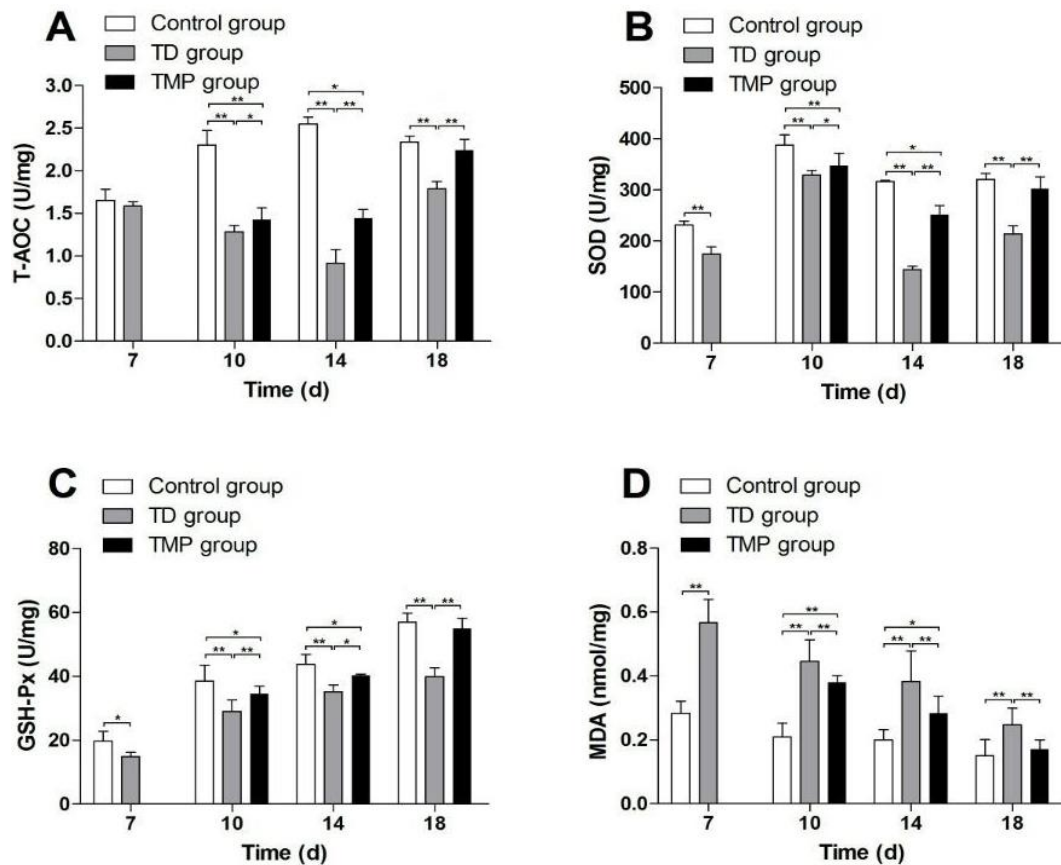 A
Control group
TD group
TMP group
T-AOC (U/mg)
3.0
2.5
2.0
1.5
1.0
0.5
0.0
** ** *
* ** **
** **
7 10 14 18
Time (d)
B
Control group
TD group
TMP group
SOD (U/mg)
500
400
300
200
100
0
**
** ** *
* ** **
** **
7 10 14 18
Time (d)
C
Control group
TD group
TMP group
GSH-Px (U/mg)
80
60
40
20
0
*
* ** **
* ** *
** **
7 10 14 18
Time (d)
D
Control group
TD group
TMP group
MDA (nmol/mg)
0.8
0.6
0.4
0.2
0.0
**
** ** **
* ** **
** **
7 10 14 18
Time (d)